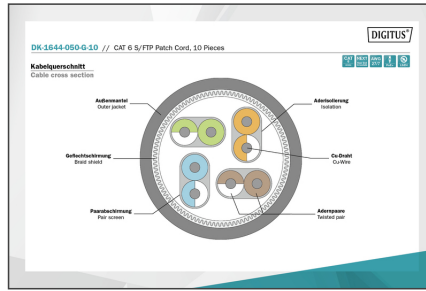 DIGITUS®
DK-1644-050-G-10 // CAT 6 S/FTP Patch Cord, 10 Pieces
Kabelquerschnitt
Cable cross section
Außenmantel
Outer jacket
Aderisolierung
Isolation
Geflechtschirmung
Braid shield
Cu-Draht
Cu-Wire
Paarabschirmung
Pair screen
Adernpaare
Twisted pair